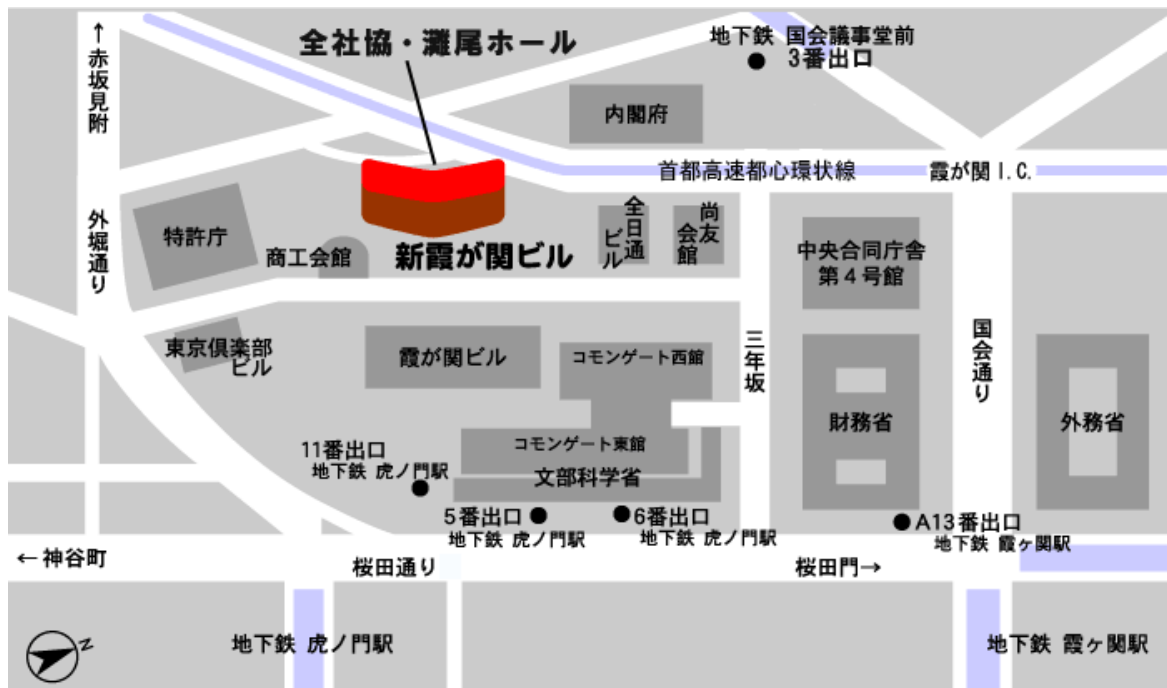 ↑赤坂見附
全社協・灘尾ホール
地下鉄 国会議事堂前
3番出口
内閣府
首都高速都心環状線
霞が関 I.C.
外堀通り
特許庁
商工会館
新霞が関ビル
全日通
ビル
尚友
会館
中央合同庁舎
第4号館
東京倶楽部
ビル
霞が関ビル
コモンゲート西館
三年坂
国会通り
財務省
外務省
コモンゲート東館
文部科学省
11番出口
地下鉄 虎ノ門駅
5番出口
地下鉄 虎ノ門駅
6番出口
地下鉄 虎ノ門駅
A13番出口
地下鉄 霞ヶ関駅
←神谷町
桜田通り
桜田門→
地下鉄 虎ノ門駅
地下鉄 霞ヶ関駅
N